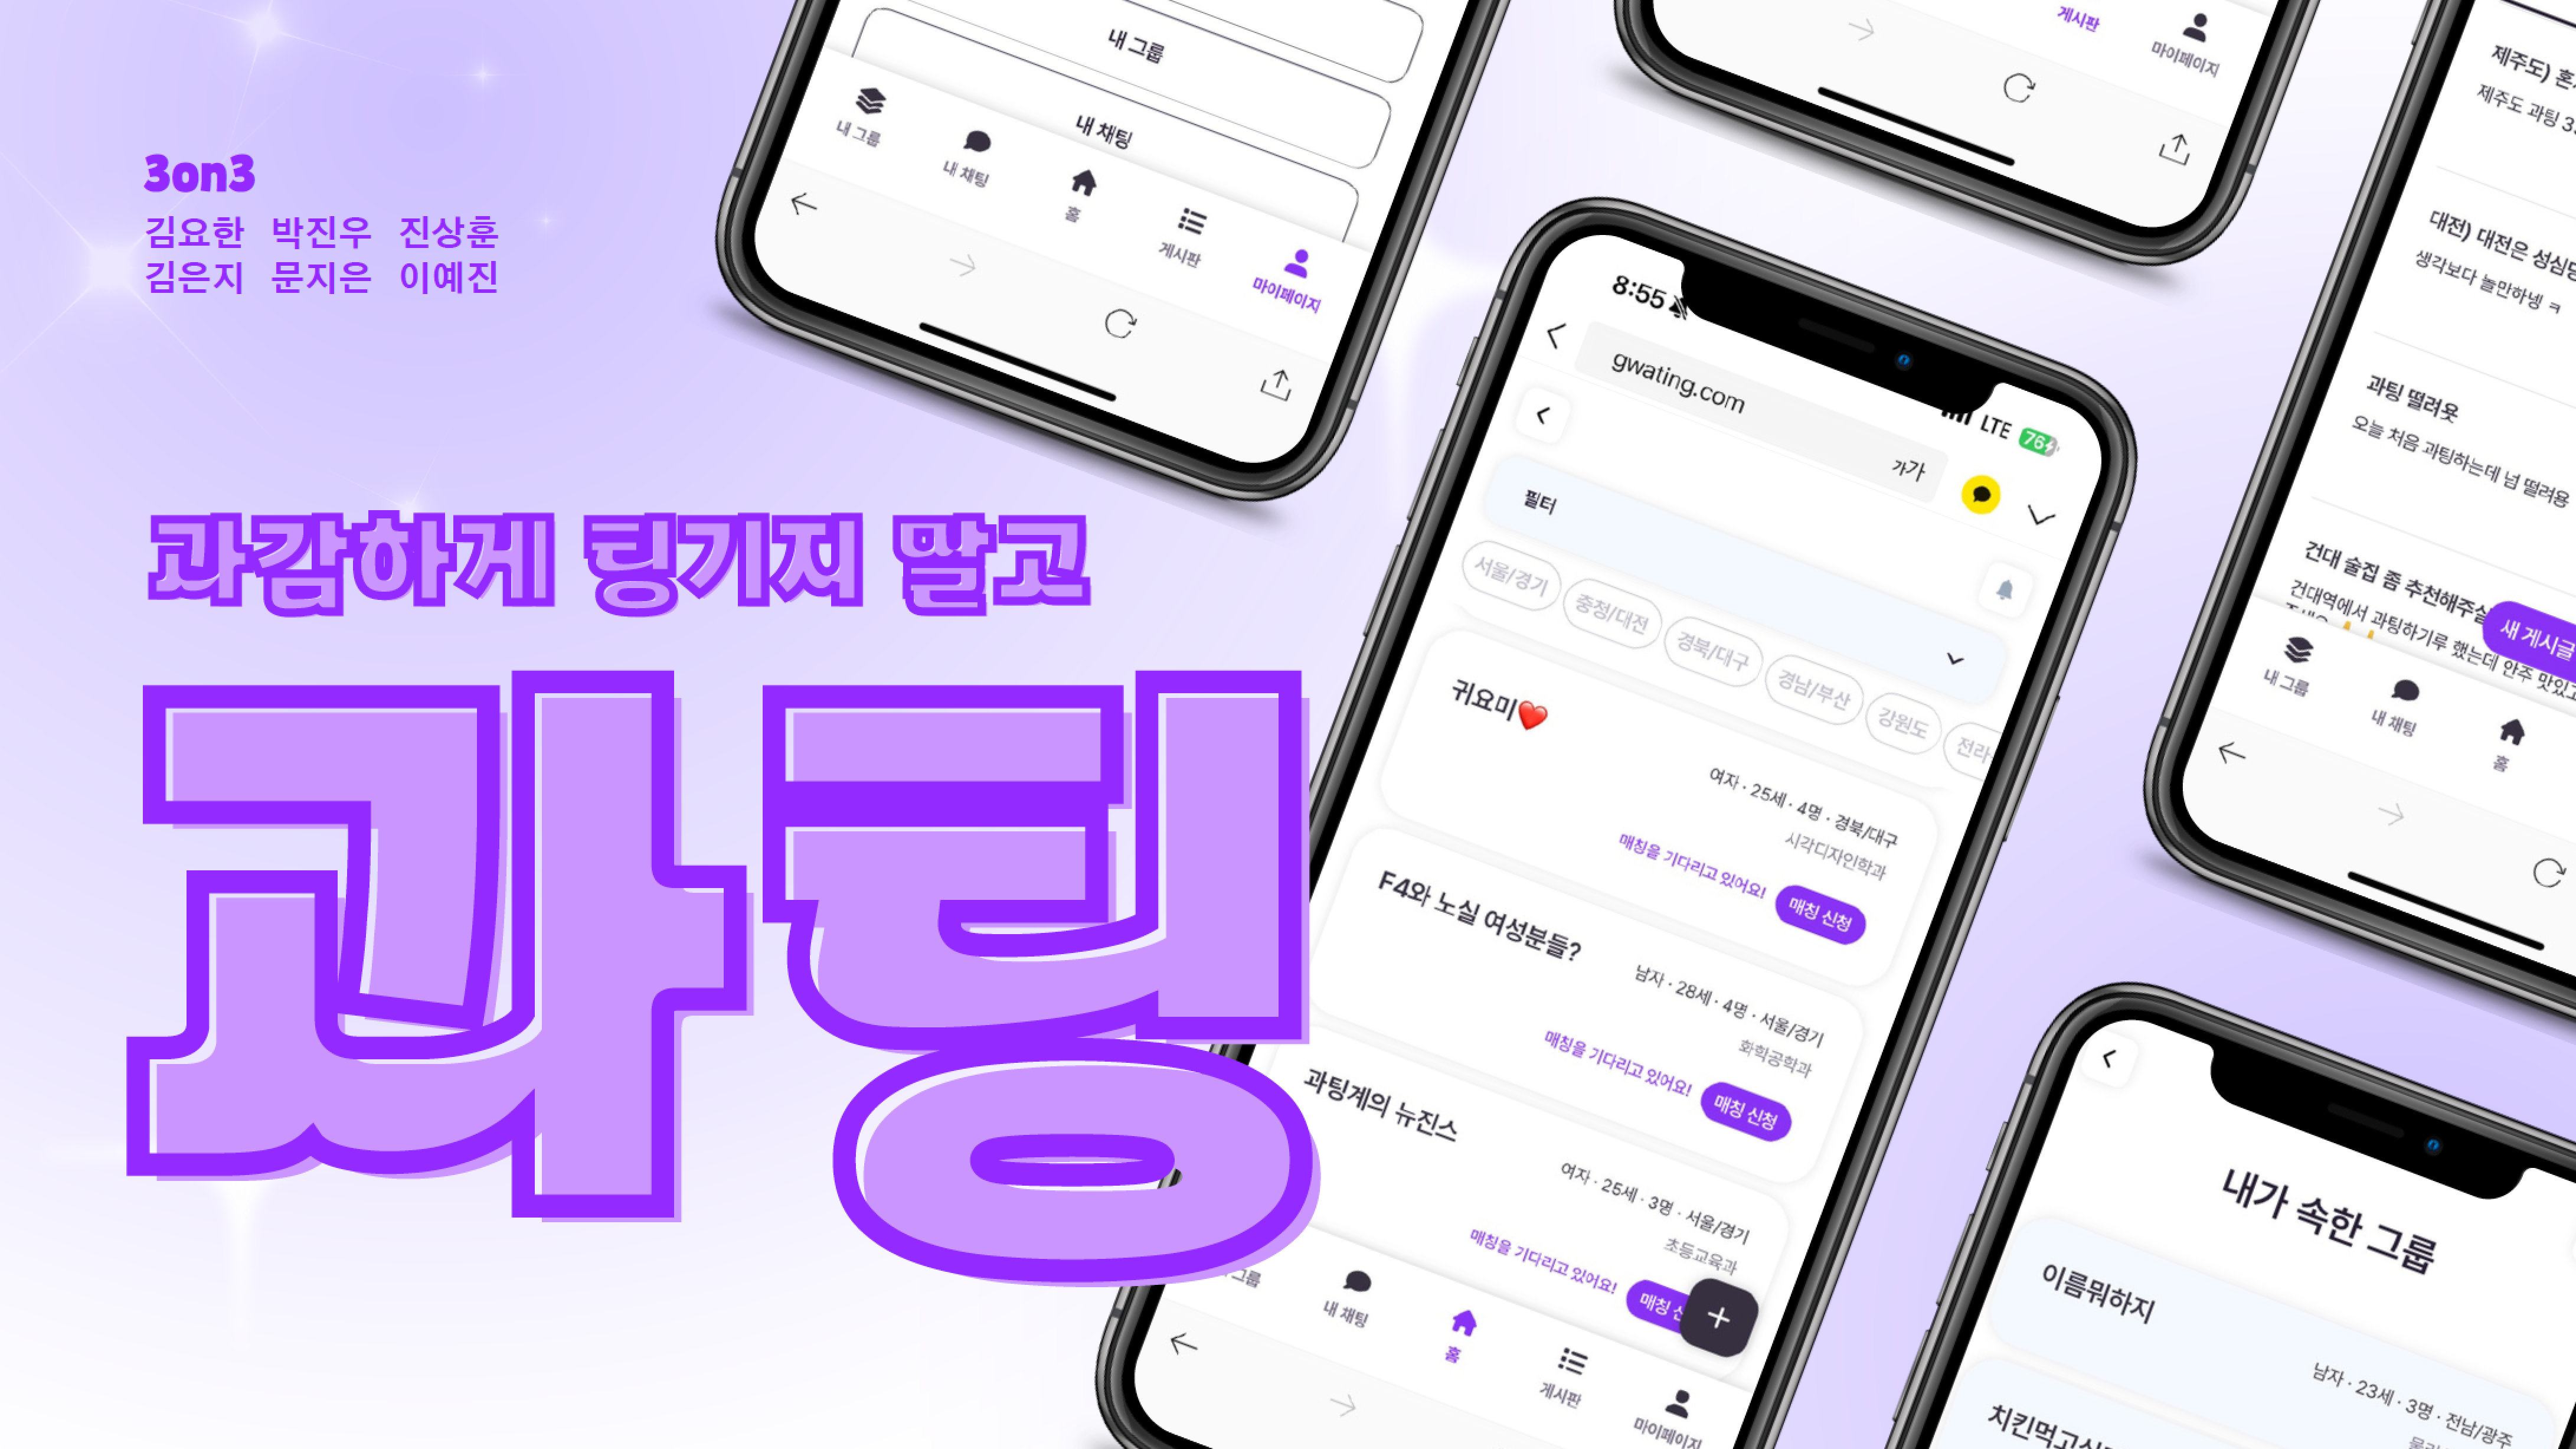 3on3
김요한 박진우 진상훈
김은지 문지은 이예진
과감하게 팅기지 말고
과팅
내 그룹
내 채팅
내 그룹
내 채팅
홈
게시판
마이페이지
게시판
마이페이지
8:55
LTE 76
gwating.com
가가
필터
서울/경기
충청/대전
경북/대구
경남/부산
강원도
전라
귀요미❤️
여자 · 25세 · 4명 · 경북/대구
시각디자인학과
매칭을 기다리고 있어요!
매칭 신청
F4와 노실 여성분들?
남자 · 28세 · 4명 · 서울/경기
화학공학과
매칭을 기다리고 있어요!
매칭 신청
과팅계의 뉴진스
여자 · 25세 · 3명 · 서울/경기
초등교육과
매칭을 기다리고 있어요!
매칭
+
그룹
내 채팅
홈
게시판
마이페이지
제주도)
제주도 과팅
대전) 대전은
생각보다 놀만하넹 ㅋ
과팅 떨려욧
오늘 처음 과팅하는데 넘 떨려용
건대 술집 좀 추천해주실
건대역에서 과팅하기루 했는데 안주 맛있고
새 게시글
내 그룹
내 채팅
홈
내가 속한 그룹
이름뭐하지
남자 · 23세 · 3명 · 전남/광주